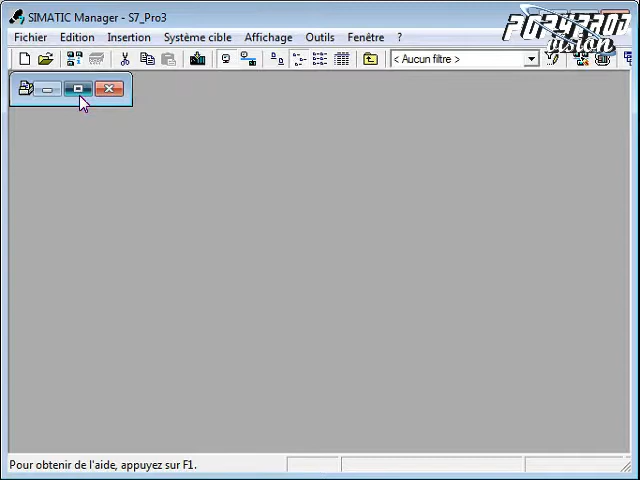 SIMATIC Manager - S7_Pro3
Fichier Edition Insertion Système cible Affichage Outils Fenêtre ?
< Aucun filtre >
vision
Pour obtenir de l'aide, appuyez sur F1.